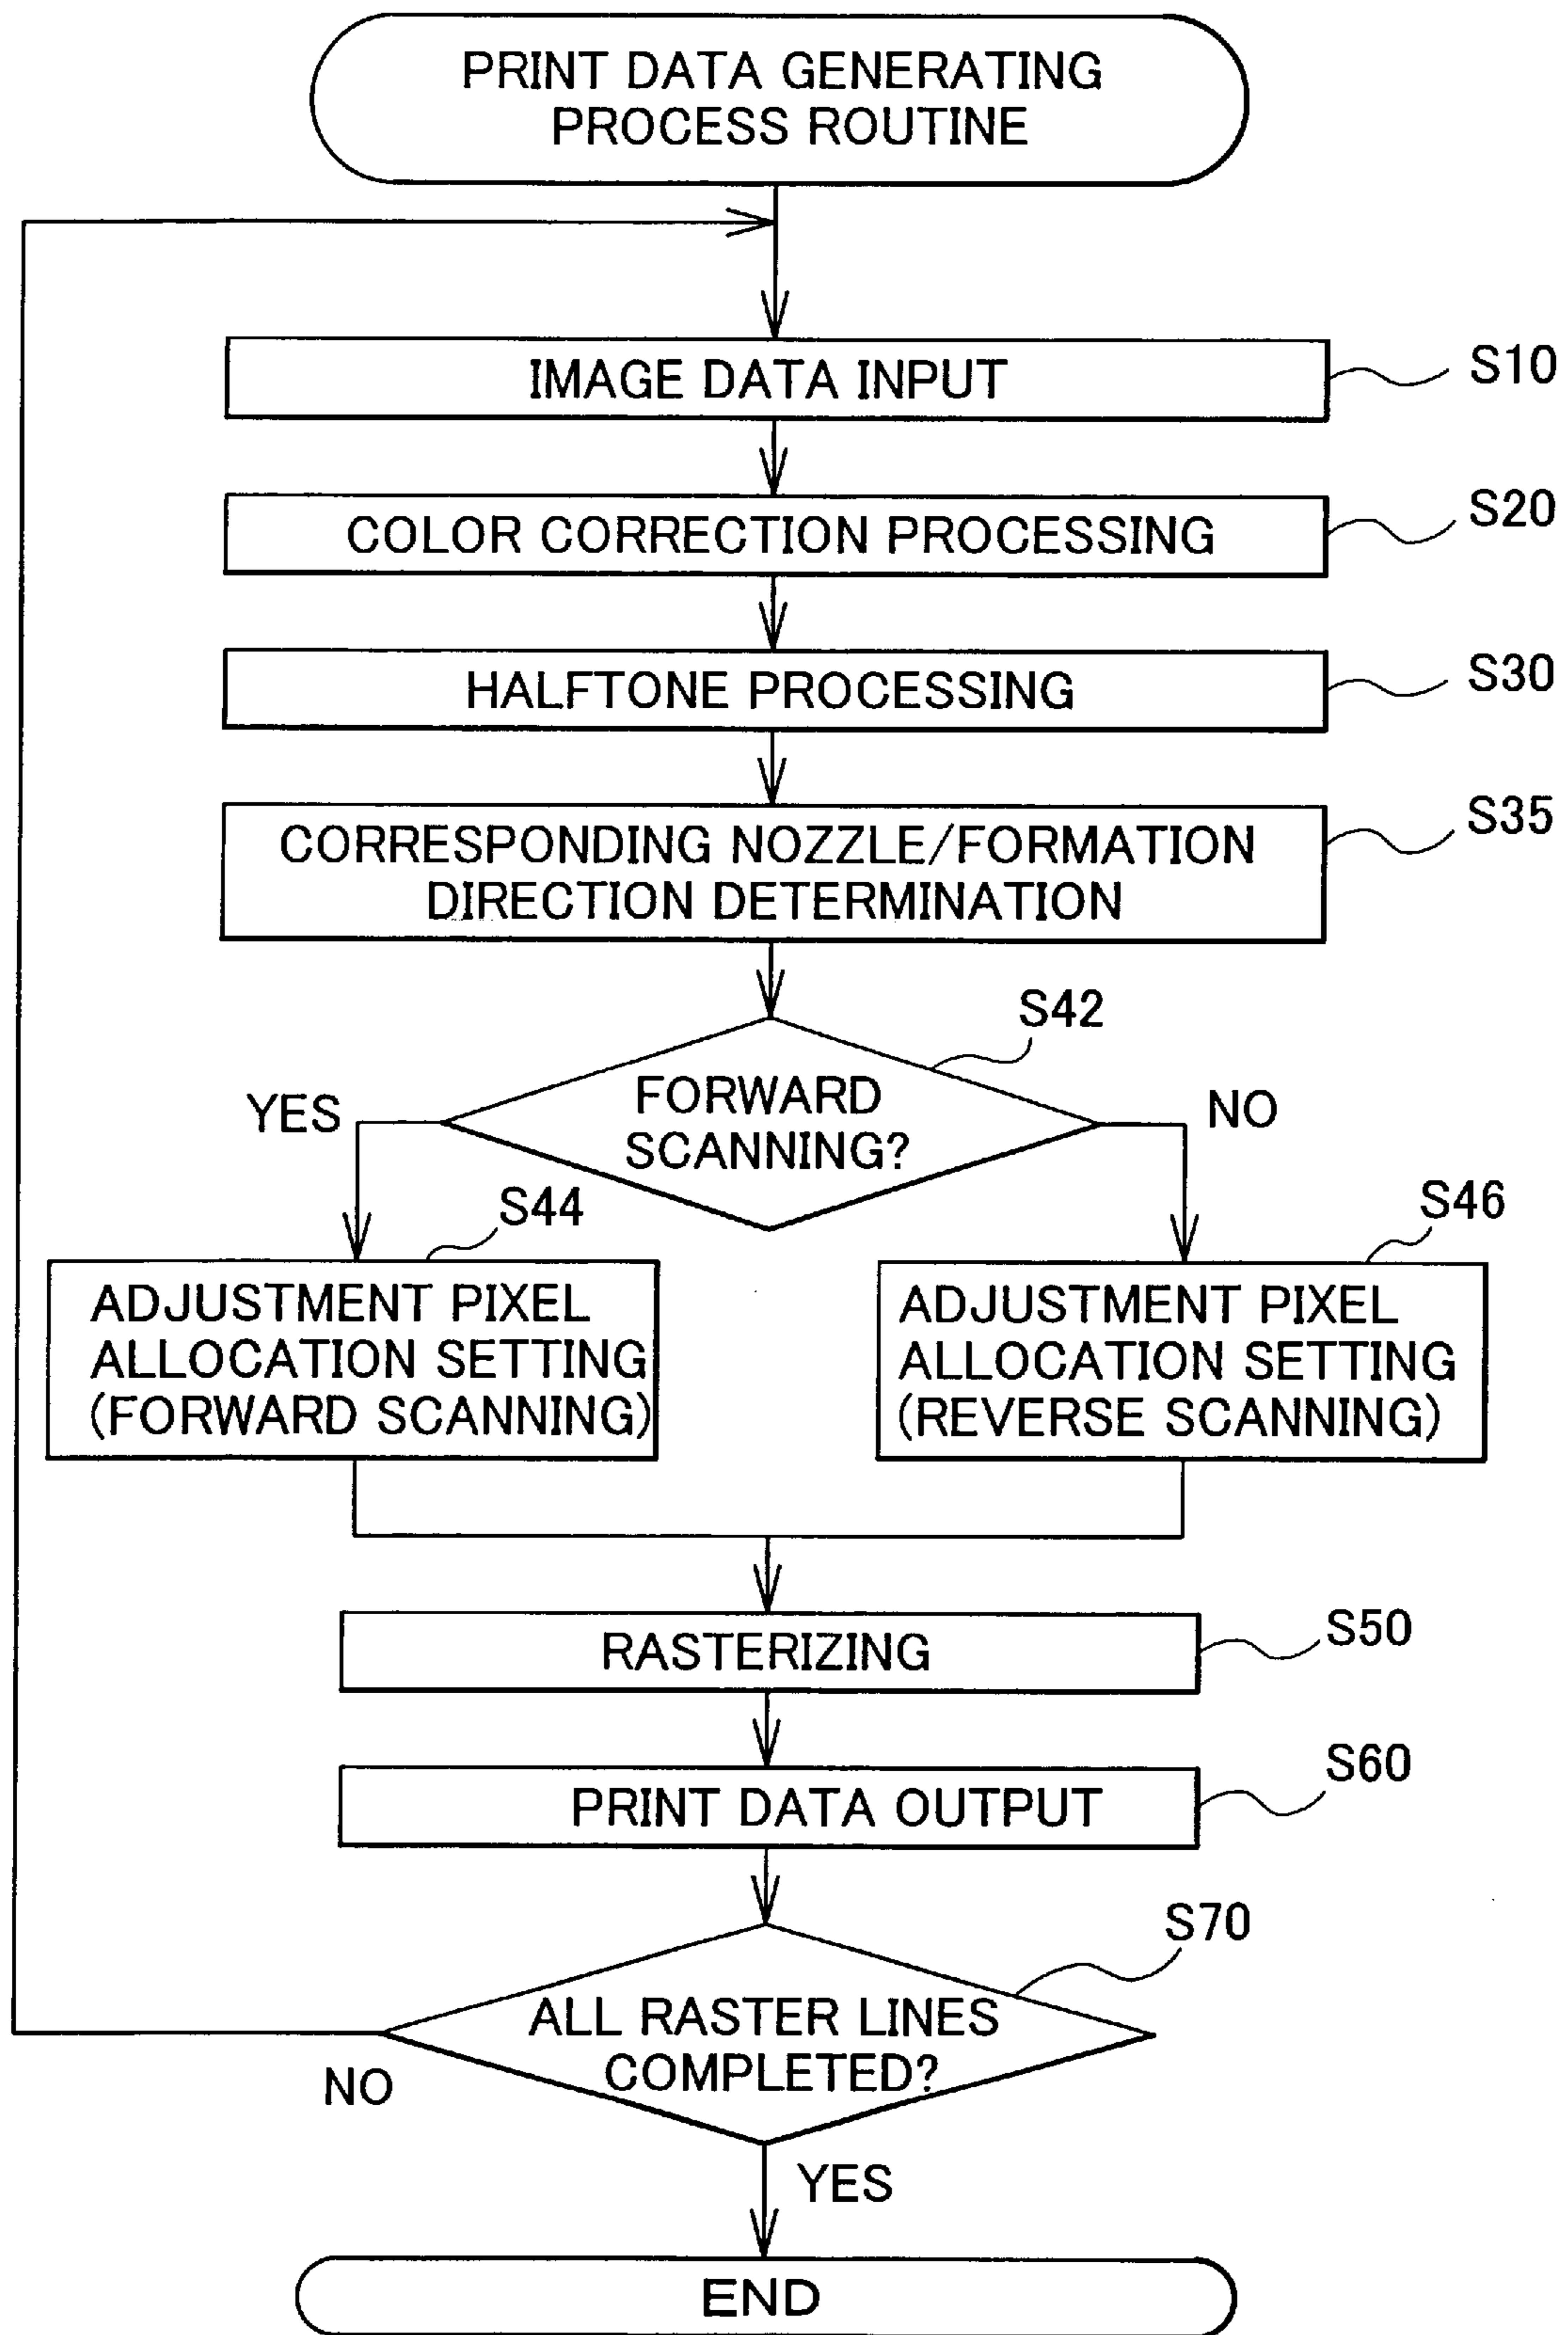 PRINT DATA GENERATING
PROCESS ROUTINE
IMAGE DATA INPUT
S10
COLOR CORRECTION PROCESSING
S20
HALFTONE PROCESSING
S30
CORRESPONDING NOZZLE/FORMATION
DIRECTION DETERMINATION
S35
S42
FORWARD
SCANNING?
YES
NO
S44
ADJUSTMENT PIXEL
ALLOCATION SETTING
(FORWARD SCANNING)
S46
ADJUSTMENT PIXEL
ALLOCATION SETTING
(REVERSE SCANNING)
RASTERIZING
S50
PRINT DATA OUTPUT
S60
S70
ALL RASTER LINES
COMPLETED?
NO
YES
END